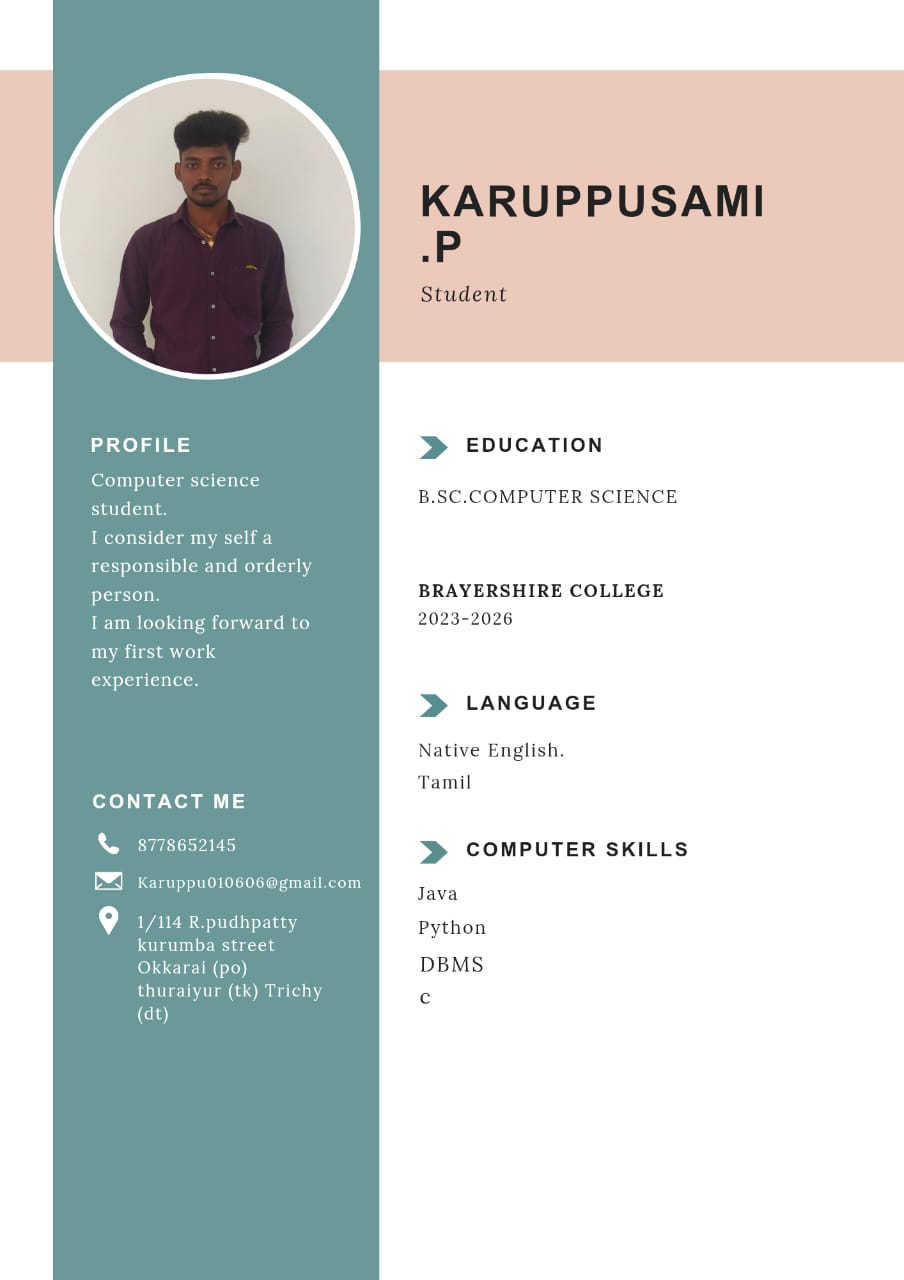 KARUPPUSAMI
.P
Student
PROFILE
Computer science
student.
I consider my self a
responsible and orderly
person.
I am looking forward to
my first work
experience.
CONTACT ME
8778652145
Karuppu010606@gmail.com
1/114 R.pudhpatty
kurumba street
Okkarai (po)
thuraiyur (tk) Trichy
(dt)
EDUCATION
B.SC.COMPUTER SCIENCE
BRAYERSHIRE COLLEGE
2023-2026
LANGUAGE
Native English.
Tamil
COMPUTER SKILLS
Java
Python
DBMS
c